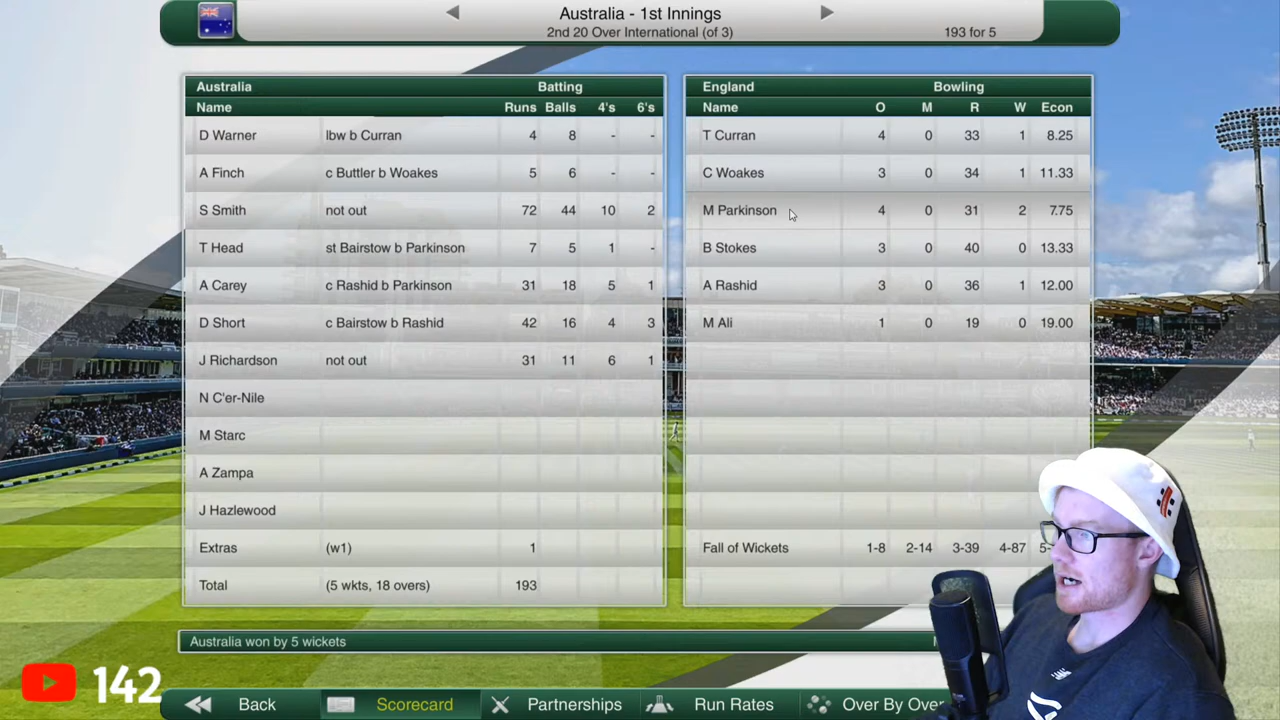 Australia - 1st Innings
2nd 20 Over International (of 3)
193 for 5
Australia Batting
Name Runs Balls 4's 6's
D Warner lbw b Curran 4 8 - -
A Finch c Buttler b Woakes 5 6 - -
S Smith not out 72 44 10 2
T Head st Bairstow b Parkinson 7 5 1 -
A Carey c Rashid b Parkinson 31 18 5 1
D Short c Bairstow b Rashid 42 16 4 3
J Richardson not out 31 11 6 1
N C'er-Nile
M Starc
A Zampa
J Hazlewood
Extras (w1) 1
Total (5 wkts, 18 overs) 193
England Bowling
Name O M R W Econ
T Curran 4 0 33 1 8.25
C Woakes 3 0 34 1 11.33
M Parkinson 4 0 31 2 7.75
B Stokes 3 0 40 0 13.33
A Rashid 3 0 36 1 12.00
M Ali 1 0 19 0 19.00
Fall of Wickets 1-8 2-14 3-39 4-87
Australia won by 5 wickets
142
Back Scorecard Partnerships Run Rates Over By Over